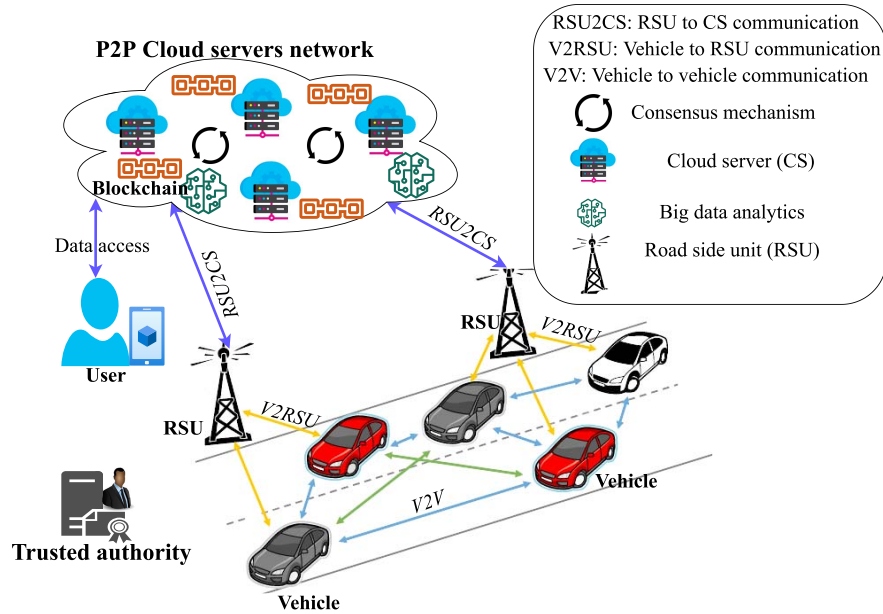 P2P Cloud servers network
RSU2CS: RSU to CS communication
V2RSU: Vehicle to RSU communication
V2V: Vehicle to vehicle communication
Consensus mechanism
Cloud server (CS)
Big data analytics
Road side unit (RSU)
Blockchain
Data access
RSU2CS
RSU2CS
User
RSU
V2RSU
RSU
V2RSU
V2V
Vehicle
Trusted authority
Vehicle